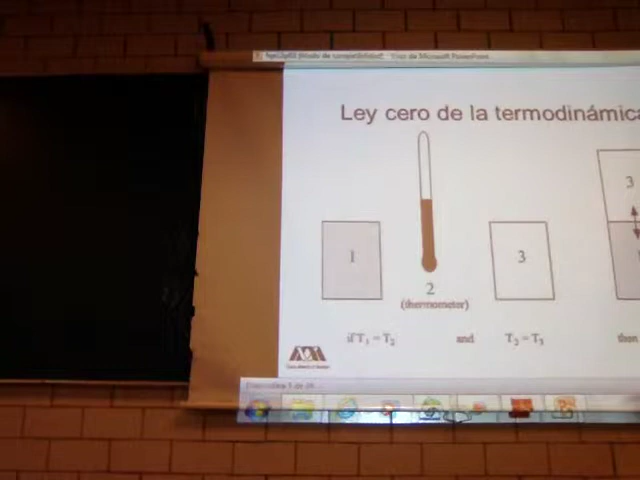 Ley cero de la termodinámica
3
1
3
2
(thermometer)
if T1 = T2 and T2 = T3 then